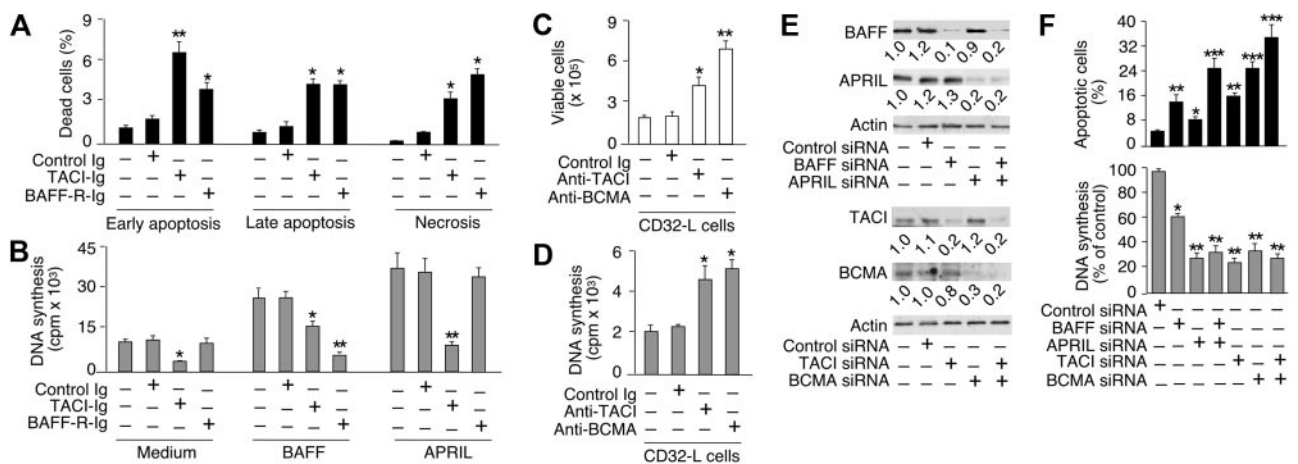 A
Dead cells (%)
9
6
3
0
Control Ig – + – – – + – – – + – –
TACI-Ig – – + – – – + – – – + –
BAFF-R-Ig – – – + – – – + – – – +
** * * * * *
Early apoptosis Late apoptosis Necrosis
B
DNA synthesis
(cpm x 10³)
45
30
15
0
* * ** **
Control Ig – + – – – + – – – + – –
TACI-Ig – – + – – – + – – – + –
BAFF-R-Ig – – – + – – – + – – – +
Medium BAFF APRIL
C
Viable cells
(x 10⁵)
9
6
3
0
* **
Control Ig – + – –
Anti-TACI – – + –
Anti-BCMA – – – +
CD32-L cells
D
DNA synthesis
(cpm x 10³)
6
4
2
0
* *
Control Ig – + – –
Anti-TACI – – + –
Anti-BCMA – – – +
CD32-L cells
E
BAFF
1.0 1.2 0.1 0.9 0.2
APRIL
1.0 1.2 1.3 0.2 0.2
Actin
Control siRNA – + – – –
BAFF siRNA – – + – +
APRIL siRNA – – – + +
TACI
1.0 1.1 0.2 1.2 0.2
BCMA
1.0 1.0 0.8 0.3 0.2
Actin
Control siRNA – + – – –
TACI siRNA – – + – +
BCMA siRNA – – – + +
F
Apoptotic cells
(%)
40
32
24
16
8
0
** * *** ** *** ***
DNA synthesis
(% of control)
100
80
60
40
20
0
* ** ** ** ** **
Control siRNA + – – – – – –
BAFF siRNA – + – + – – –
APRIL siRNA – – + + – – –
TACI siRNA – – – – + – +
BCMA siRNA – – – – – + +